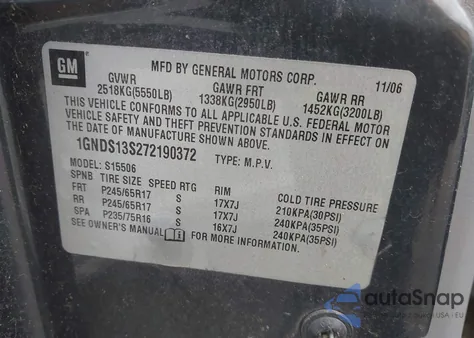 GM
MFD BY GENERAL MOTORS CORP. 11/06
GVWR GAWR FRT GAWR RR
2518KG(5550LB) 1338KG(2950LB) 1452KG(3200LB)
THIS VEHICLE CONFORMS TO ALL APPLICABLE U.S. FEDERAL MOTOR
VEHICLE SAFETY, BUMPER, AND THEFT PREVENTION STANDARDS IN EFFECT ON
THE DATE OF MANUFACTURE SHOWN ABOVE.
1GNDS13S272190372 TYPE: M.P.V.
MODEL: S15506
SPNB TIRE SIZE SPEED RTG RIM COLD TIRE PRESSURE
FRT P245/65R17 S 17X7J 210KPA(30PSI)
RR P245/65R17 S 17X7J 240KPA(35PSI)
SPA P235/75R16 S 16X7J 240KPA(35PSI)
SEE OWNER'S MANUAL FOR MORE INFORMATION.
autoSnap
USA | EU